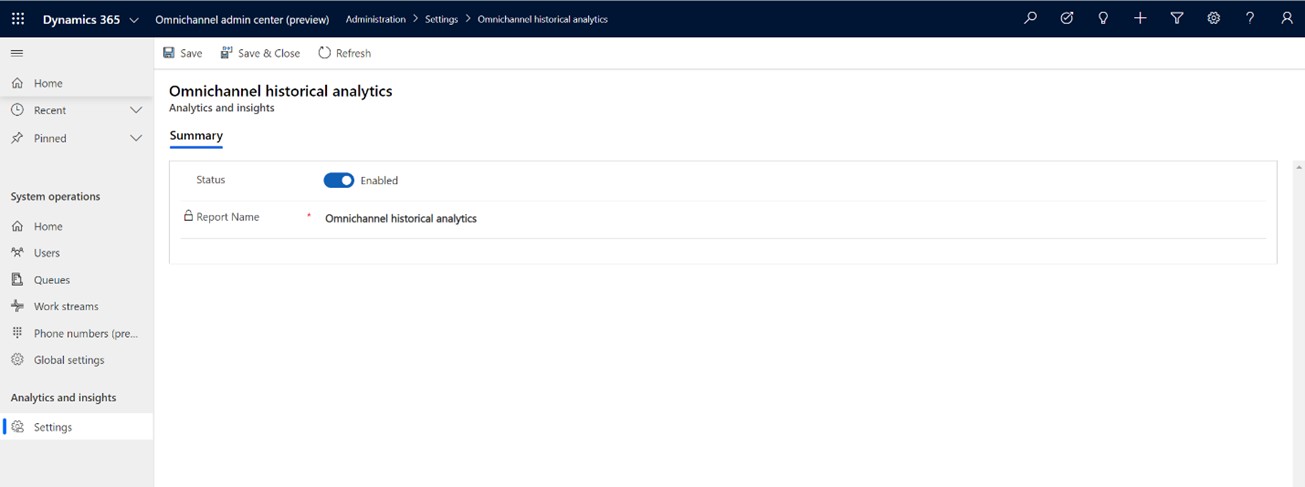 Dynamics 365 Omnichannel admin center (preview) Administration > Settings > Omnichannel historical analytics
Save Save & Close Refresh
Home
Recent
Pinned
System operations
Home
Users
Queues
Work streams
Phone numbers (pre...
Global settings
Analytics and insights
Settings
Omnichannel historical analytics
Analytics and insights
Summary
Status Enabled
Report Name * Omnichannel historical analytics